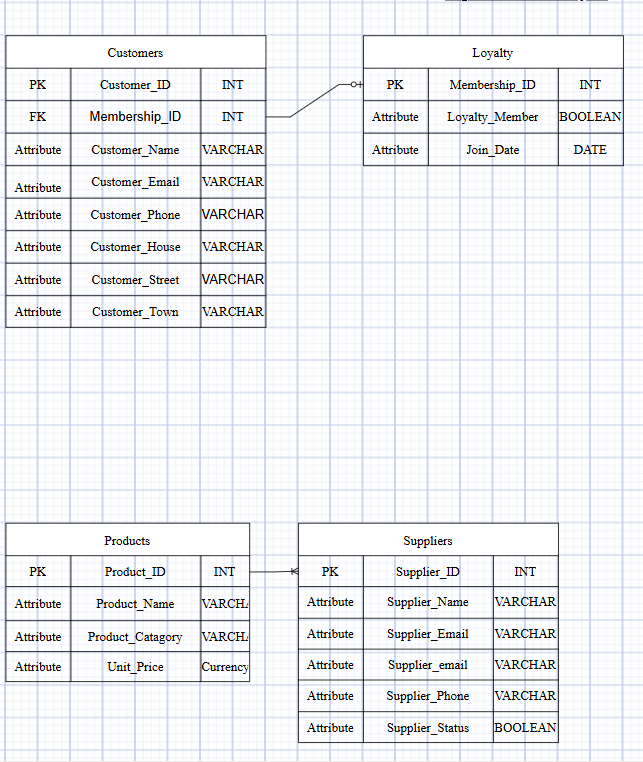 Customers
PK Customer_ID INT
FK Membership_ID INT
Attribute Customer_Name VARCHAR
Attribute Customer_Email VARCHAR
Attribute Customer_Phone VARCHAR
Attribute Customer_House VARCHAR
Attribute Customer_Street VARCHAR
Attribute Customer_Town VARCHAR
Loyalty
PK Membership_ID INT
Attribute Loyalty_Member BOOLEAN
Attribute Join_Date DATE
Products
PK Product_ID INT
Attribute Product_Name VARCHA
Attribute Product_Catagory VARCHA
Attribute Unit_Price Currency
Suppliers
PK Supplier_ID INT
Attribute Supplier_Name VARCHAR
Attribute Supplier_Email VARCHAR
Attribute Supplier_email VARCHAR
Attribute Supplier_Phone VARCHAR
Attribute Supplier_Status BOOLEAN